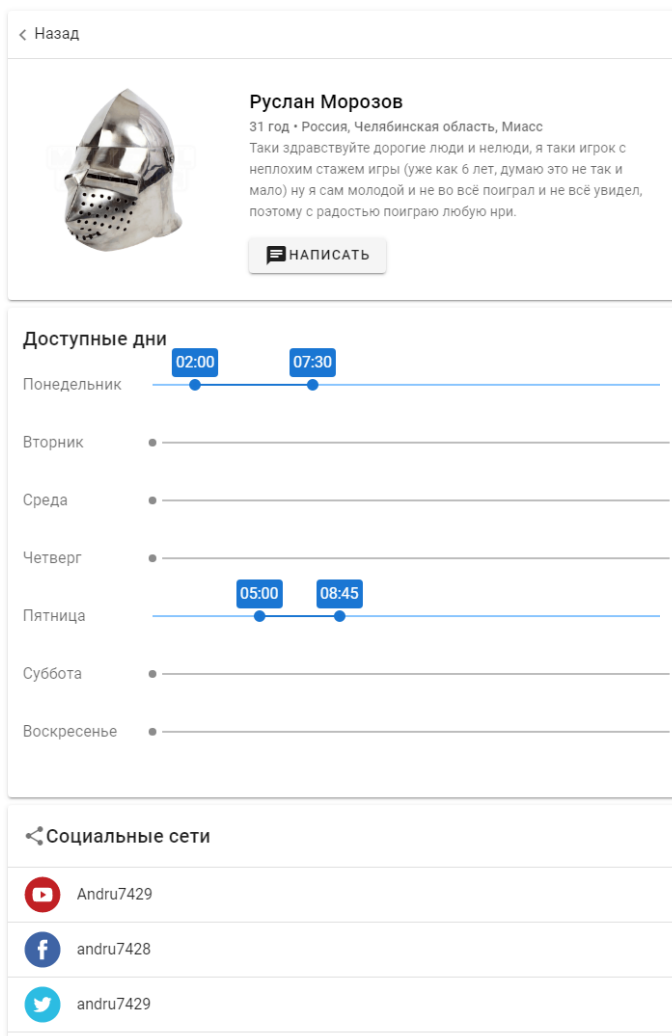 Назад
Руслан Морозов
31 год • Россия, Челябинская область, Миасс
Таки здравствуйте дорогие люди и нелюди, я таки игрок с
неплохим стажем игры (уже как 6 лет, думаю это не так и
мало) ну я сам молодой и не во всё поиграл и не всё увидел,
поэтому с радостью поиграю любую нри.
НАПИСАТЬ
Доступные дни
02:00 07:30
Понедельник
Вторник
Среда
Четверг
05:00 08:45
Пятница
Суббота
Воскресенье
Социальные сети
Andru7429
andru7428
andru7429